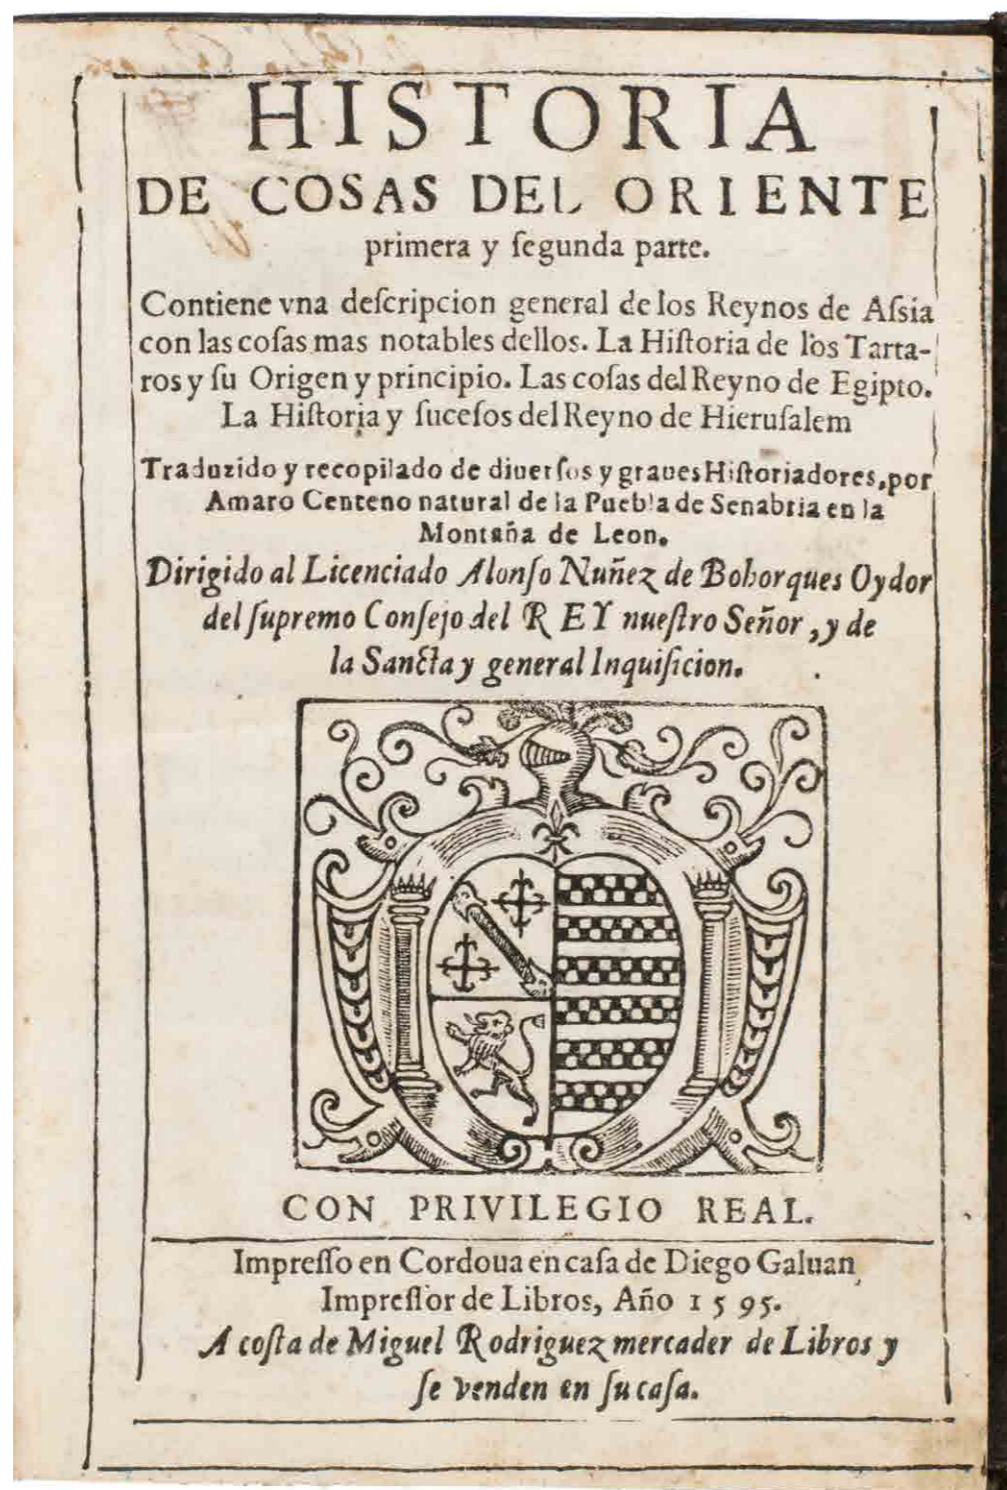 HISTORIA
DE COSAS DEL ORIENTE
primera y ſegunda parte.
Contiene vna deſcripcion general de los Reynos de Aſsia
con las coſas mas notables dellos. La Hiſtoria de los Tarta-
ros y ſu Origen y principio. Las coſas del Reyno de Egipto.
La Hiſtoria y ſuceſos del Reyno de Hieruſalem
Traduzido y recopilado de diuerſos y graues Hiſtoriadores, por
Amaro Centeno natural de la Puebla de Senabria en la
Montaña de Leon.
Dirigido al Licenciado Alonſo Nuñez de Bohorques Oydor
del ſupremo Conſejo del REY nueſtro Señor, y de
la Sancta y general Inquiſicion.
CON PRIVILEGIO REAL.
Impreſſo en Cordoua en caſa de Diego Galuan
Impreſſor de Libros, Año 1595.
A coſta de Miguel Rodriguez mercader de Libros y
ſe venden en ſu caſa.